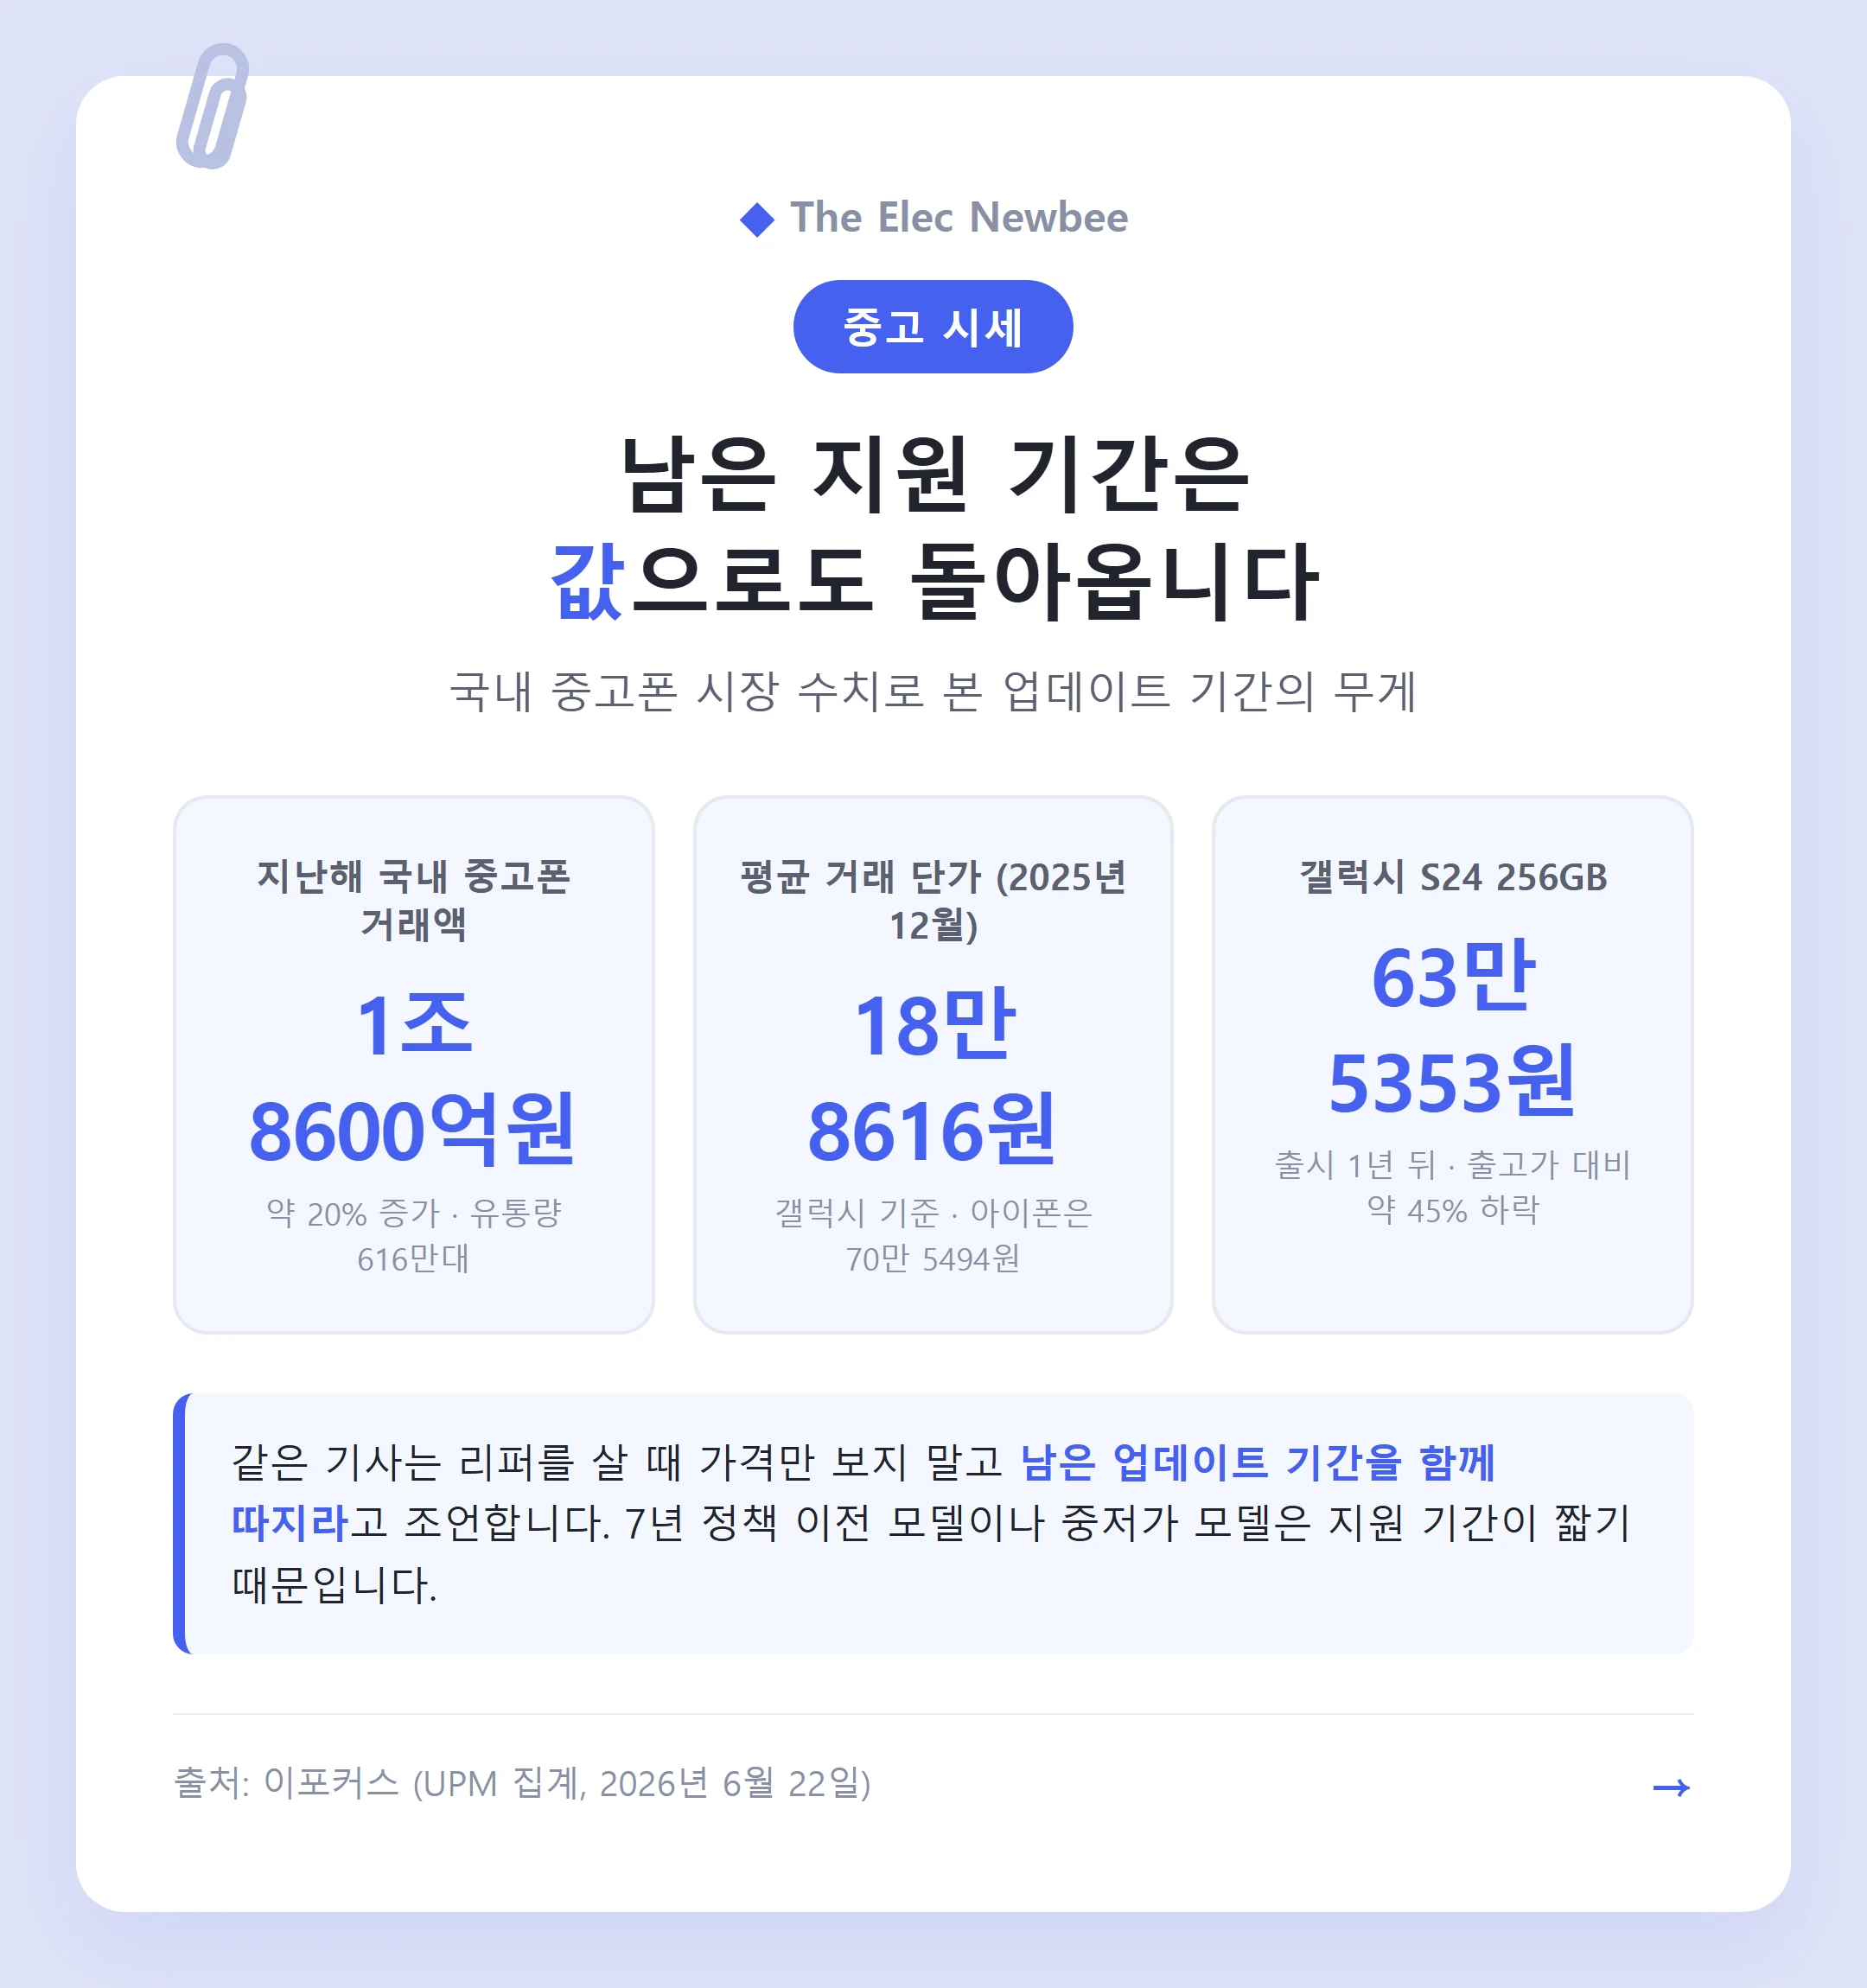 ◆ The Elec Newbee
중고 시세
남은 지원 기간은
값으로도 돌아옵니다
국내 중고폰 시장 수치로 본 업데이트 기간의 무게
지난해 국내 중고폰
거래액
1조
8600억원
약 20% 증가 · 유통량
616만대
평균 거래 단가 (2025년
12월)
18만
8616원
갤럭시 기준 · 아이폰은
70만 5494원
갤럭시 S24 256GB
63만
5353원
출시 1년 뒤 · 출고가 대비
약 45% 하락
같은 기사는 리퍼를 살 때 가격만 보지 말고 남은 업데이트 기간을 함께
따지라고 조언합니다. 7년 정책 이전 모델이나 중저가 모델은 지원 기간이 짧기
때문입니다.
출처: 이포커스 (UPM 집계, 2026년 6월 22일)
→